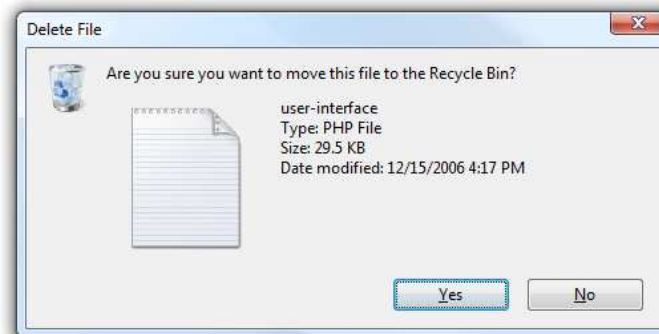 Delete File
Are you sure you want to move this file to the Recycle Bin?
user-interface
Type: PHP File
Size: 29.5 KB
Date modified: 12/15/2006 4:17 PM
Yes
No